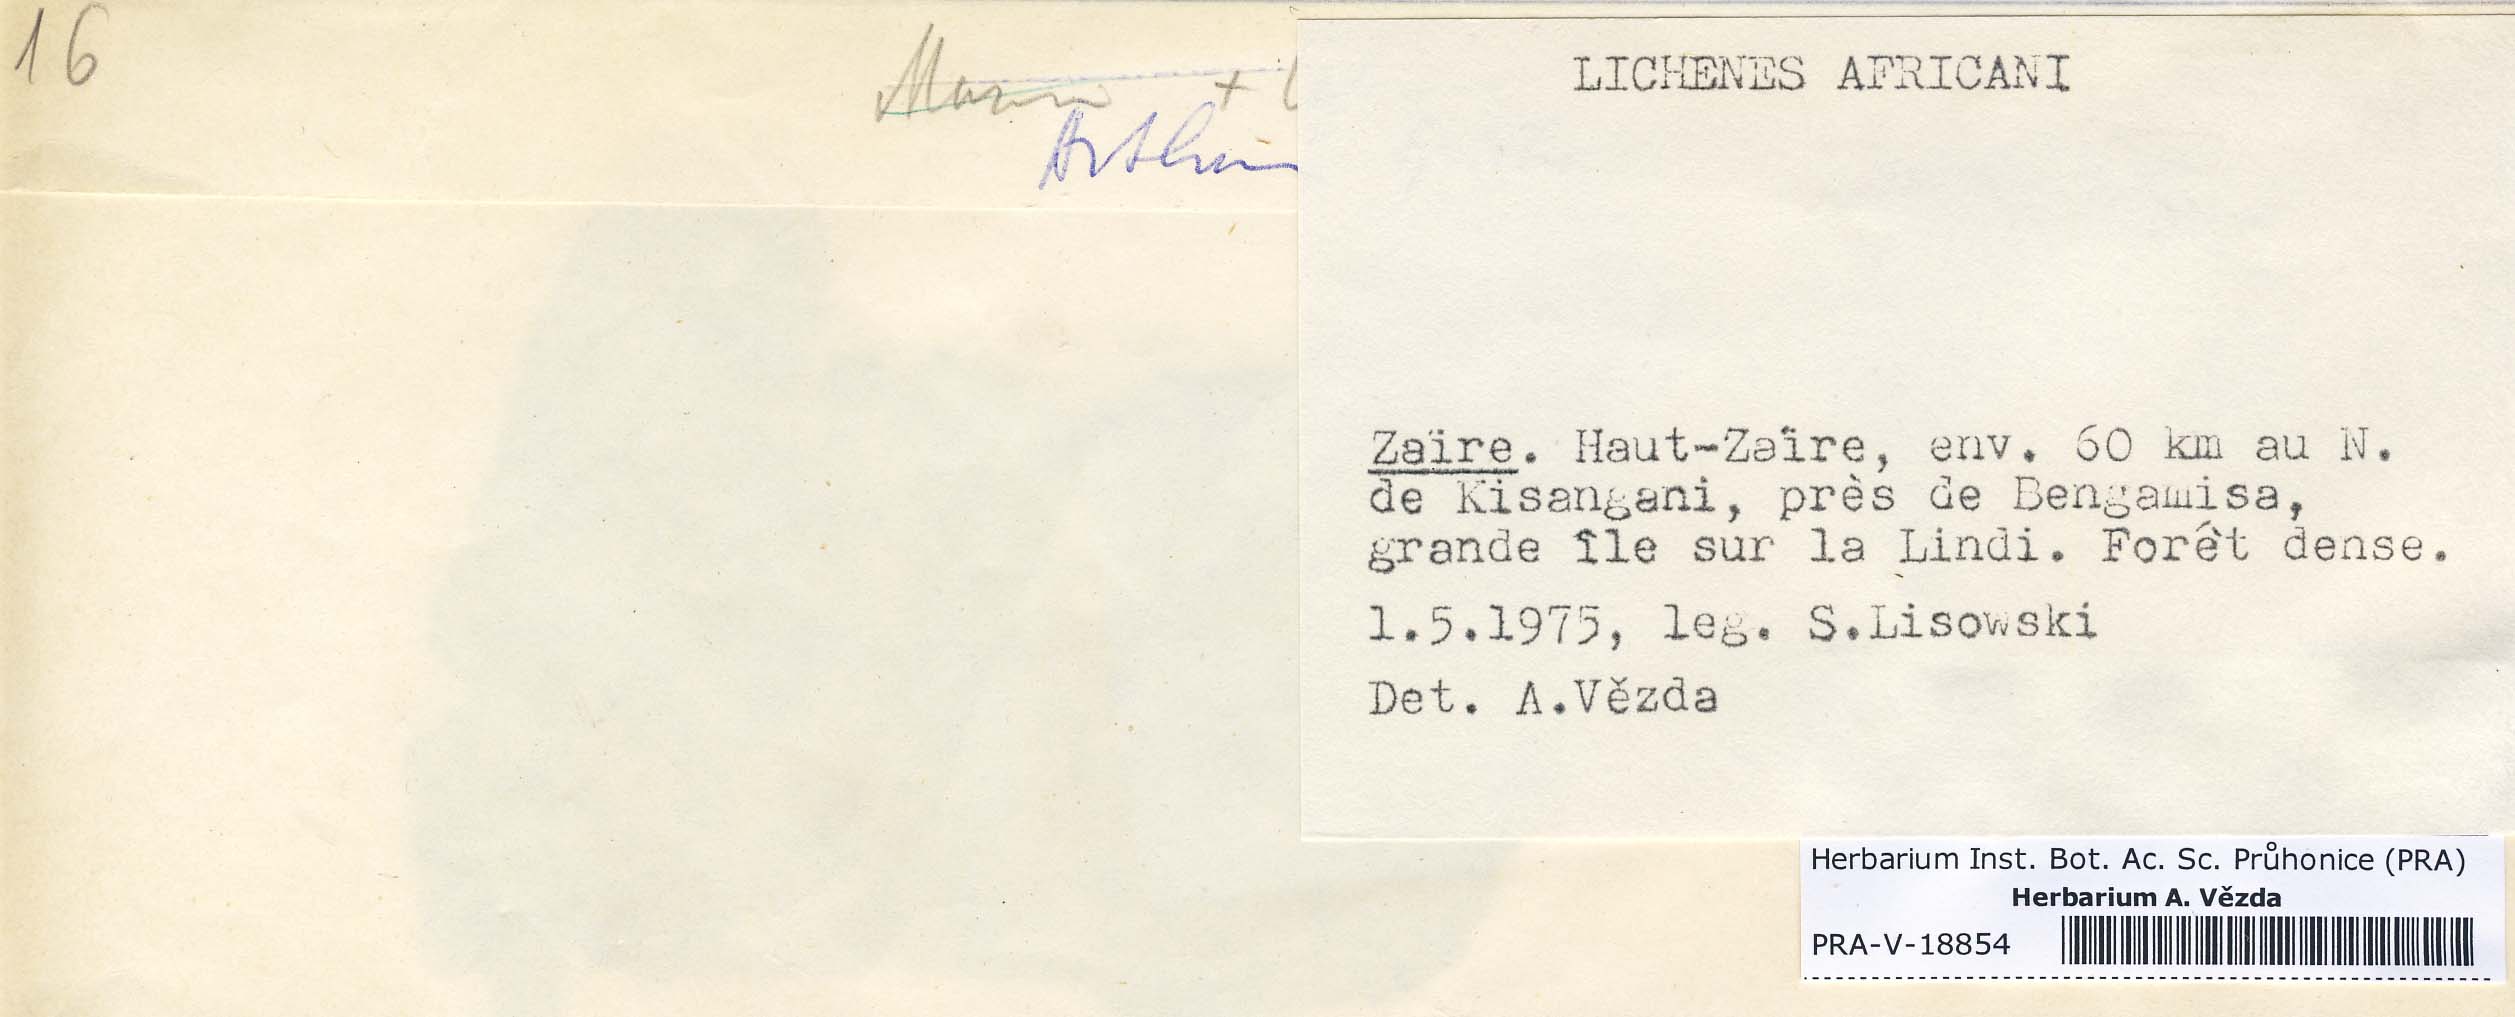 16
LICHENES AFRICANI
Zaïre. Haut-Zaïre, env. 60 km au N.
de Kisangani, près de Bengamisa,
grande île sur la Lindi. Forêt dense.
1.5.1975, leg. S.Lisowski
Det. A.Vězda
Herbarium Inst. Bot. Ac. Sc. Průhonice (PRA)
Herbarium A. Vězda
PRA-V-18854